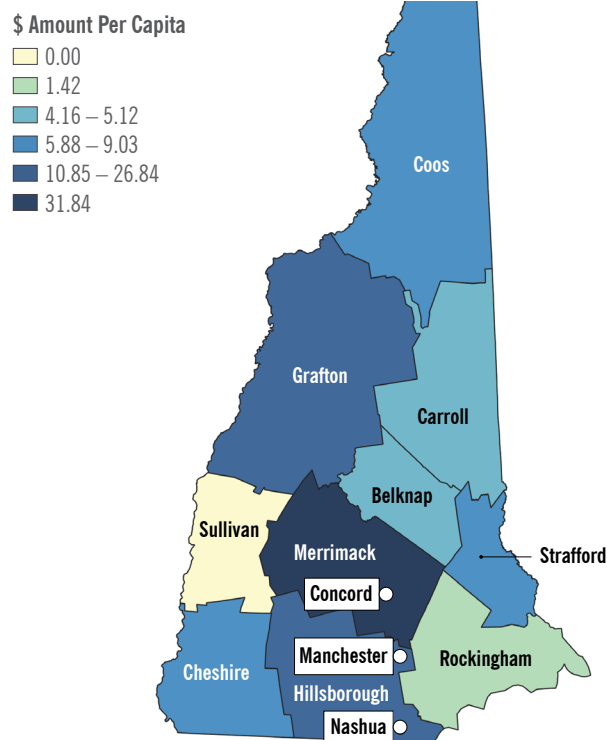 $ Amount Per Capita
0.00
1.42
4.16 – 5.12
5.88 – 9.03
10.85 – 26.84
31.84
Coos
Grafton
Carroll
Belknap
Sullivan
Merrimack
Strafford
Concord
Manchester
Rockingham
Cheshire
Hillsborough
Nashua